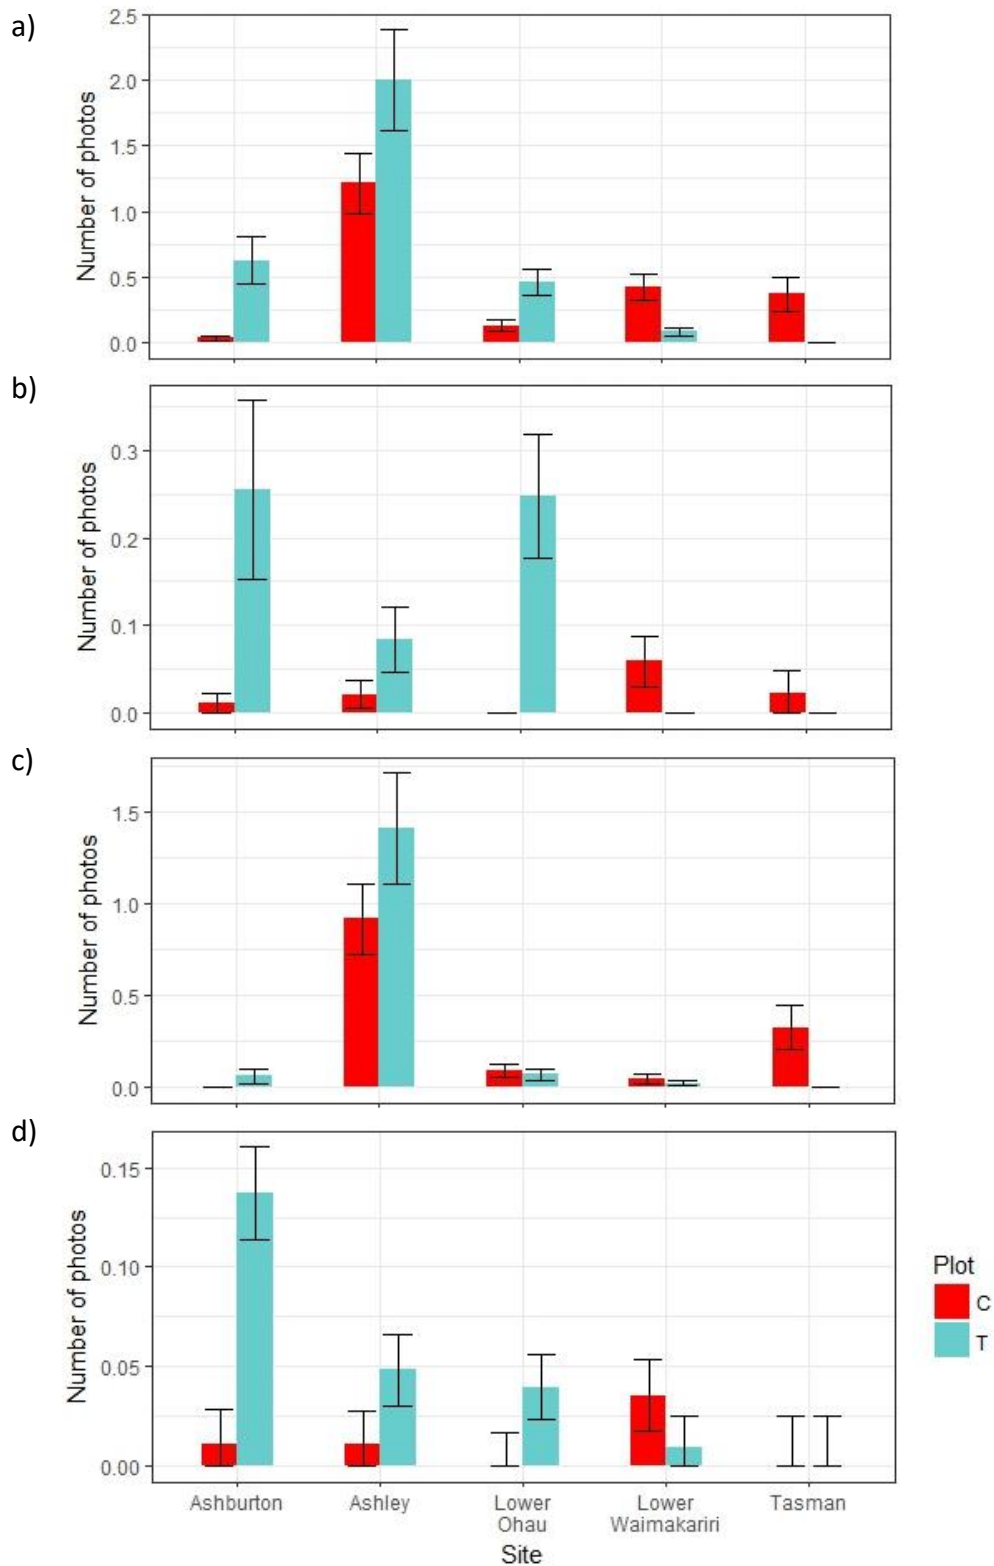 a)
2.5
2.0
1.5
1.0
0.5
0.0
Number of photos
b)
0.3
0.2
0.1
0.0
Number of photos
c)
1.5
1.0
0.5
0.0
Number of photos
d)
0.15
0.10
0.05
0.00
Number of photos
Ashburton Ashley Lower Lower Tasman
Ohau Waimakariri
Site
Plot
C
T